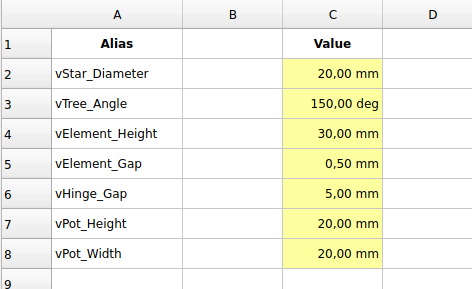 A B C D
1 Alias Value
2 vStar_Diameter 20,00 mm
3 vTree_Angle 150,00 deg
4 vElement_Height 30,00 mm
5 vElement_Gap 0,50 mm
6 vHinge_Gap 5,00 mm
7 vPot_Height 20,00 mm
8 vPot_Width 20,00 mm
9